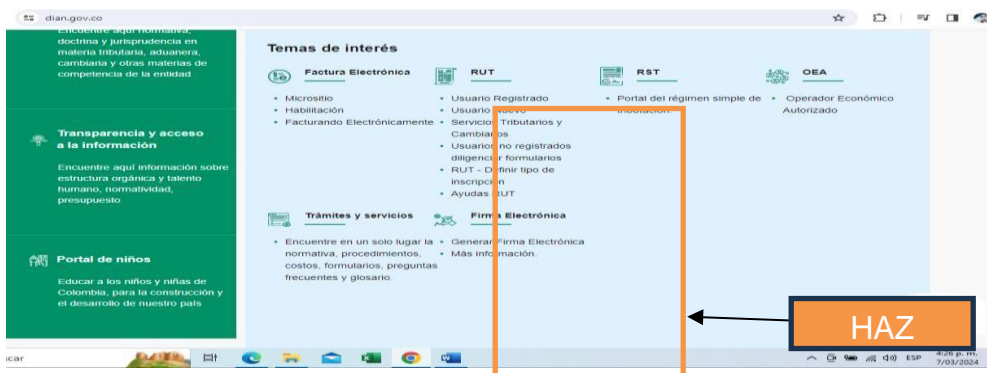 dian.gov.co
Encuentre aquí normativa,
doctrina y jurisprudencia en
materia tributaria, aduanera,
cambiaria y otras materias de
competencia de la entidad
Transparencia y acceso
a la información
Encuentre aquí información sobre
estructura orgánica y talento
humano, normatividad,
presupuesto
Portal de niños
Educar a los niños y niñas de
Colombia, para la construcción y
el desarrollo de nuestro país
Temas de interés
Factura Electrónica
• Micrositio
• Habilitación
• Facturando Electrónicamente
RUT
• Usuario Registrado
• Usuario Nuevo
• Servicios Tributarios y
Cambiarios
• Usuarios no registrados
diligenciar formularios
• RUT - Definir tipo de
inscripción
• Ayudas RUT
RST
• Portal del régimen simple de
tributación.
OEA
• Operador Económico
Autorizado
Trámites y servicios
• Encuentre en un solo lugar la
normativa, procedimientos,
costos, formularios, preguntas
frecuentes y glosario.
Firma Electrónica
• Generar Firma Electrónica
• Más información.
HAZ
icar
ESP
4:26 p. m.
7/03/2024